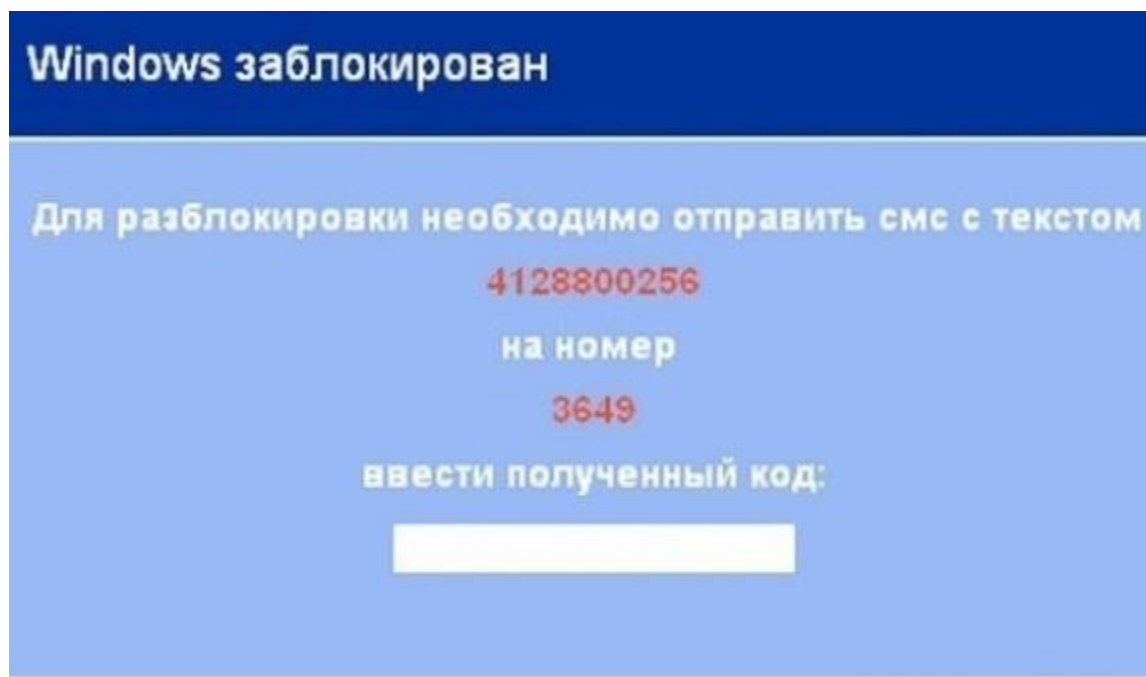 Windows заблокирован
Для разблокировки необходимо отправить смс с текстом
4128800256
на номер
3649
ввести полученный код: